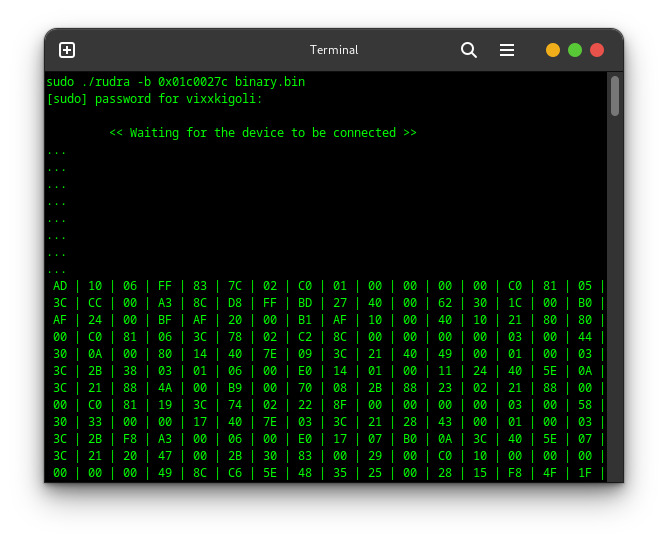 Terminal
sudo ./rudra -b 0x01c0027c binary.bin
[sudo] password for vixxkigoli:
<< Waiting for the device to be connected >>
...
...
...
...
...
...
...
...
AD | 10 | 06 | FF | 83 | 7C | 02 | C0 | 01 | 00 | 00 | 00 | 00 | C0 | 81 | 05 |
3C | CC | 00 | A3 | 8C | D8 | FF | BD | 27 | 40 | 00 | 62 | 30 | 1C | 00 | B0 |
AF | 24 | 00 | BF | AF | 20 | 00 | B1 | AF | 10 | 00 | 40 | 10 | 21 | 80 | 80 |
00 | C0 | 81 | 06 | 3C | 78 | 02 | C2 | 8C | 00 | 00 | 00 | 00 | 03 | 00 | 44 |
30 | 0A | 00 | 80 | 14 | 40 | 7E | 09 | 3C | 21 | 40 | 49 | 00 | 01 | 00 | 03 |
3C | 2B | 38 | 03 | 01 | 06 | 00 | E0 | 14 | 01 | 00 | 11 | 24 | 40 | 5E | 0A |
3C | 21 | 88 | 4A | 00 | B9 | 00 | 70 | 08 | 2B | 88 | 23 | 02 | 21 | 88 | 00 |
00 | C0 | 81 | 19 | 3C | 74 | 02 | 22 | 8F | 00 | 00 | 00 | 00 | 03 | 00 | 58 |
30 | 33 | 00 | 00 | 17 | 40 | 7E | 03 | 3C | 21 | 28 | 43 | 00 | 01 | 00 | 03 |
3C | 2B | F8 | A3 | 00 | 06 | 00 | E0 | 17 | 07 | B0 | 0A | 3C | 40 | 5E | 07 |
3C | 21 | 20 | 47 | 00 | 2B | 30 | 83 | 00 | 29 | 00 | C0 | 10 | 00 | 00 | 00 |
00 | 00 | 00 | 49 | 8C | C6 | 5E | 48 | 35 | 25 | 00 | 28 | 15 | F8 | 4F | 1F |